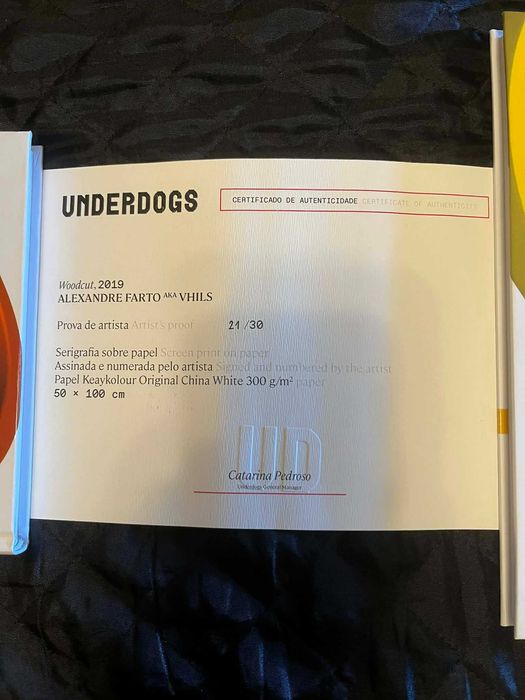 UNDERDOGS
CERTIFICADO DE AUTENTICIDADE CERTIFICATE OF AUTHENTICITY
Woodcut, 2019
ALEXANDRE FARTO AKA VHILS
Prova de artista Artist's proof 21/30
Serigrafia sobre papel Screen print on paper
Assinada e numerada pelo artista Signed and numbered by the artist
Papel Keaykolour Original China White 300 g/m² paper
50 × 100 cm
UD
Catarina Pedroso
Underdogs General Manager